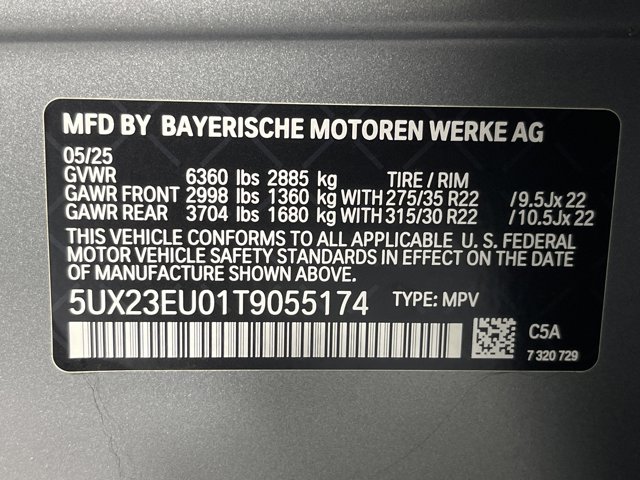 MFD BY BAYERISCHE MOTOREN WERKE AG
05/25
GVWR 6360 lbs 2885 kg TIRE / RIM
GAWR FRONT 2998 lbs 1360 kg WITH 275/35 R22 /9.5Jx 22
GAWR REAR 3704 lbs 1680 kg WITH 315/30 R22 /10.5Jx 22
THIS VEHICLE CONFORMS TO ALL APPLICABLE U. S. FEDERAL
MOTOR VEHICLE SAFETY STANDARDS IN EFFECT ON THE DATE
OF MANUFACTURE SHOWN ABOVE.
5UX23EU01T9055174 TYPE: MPV
C5A
7 320 729